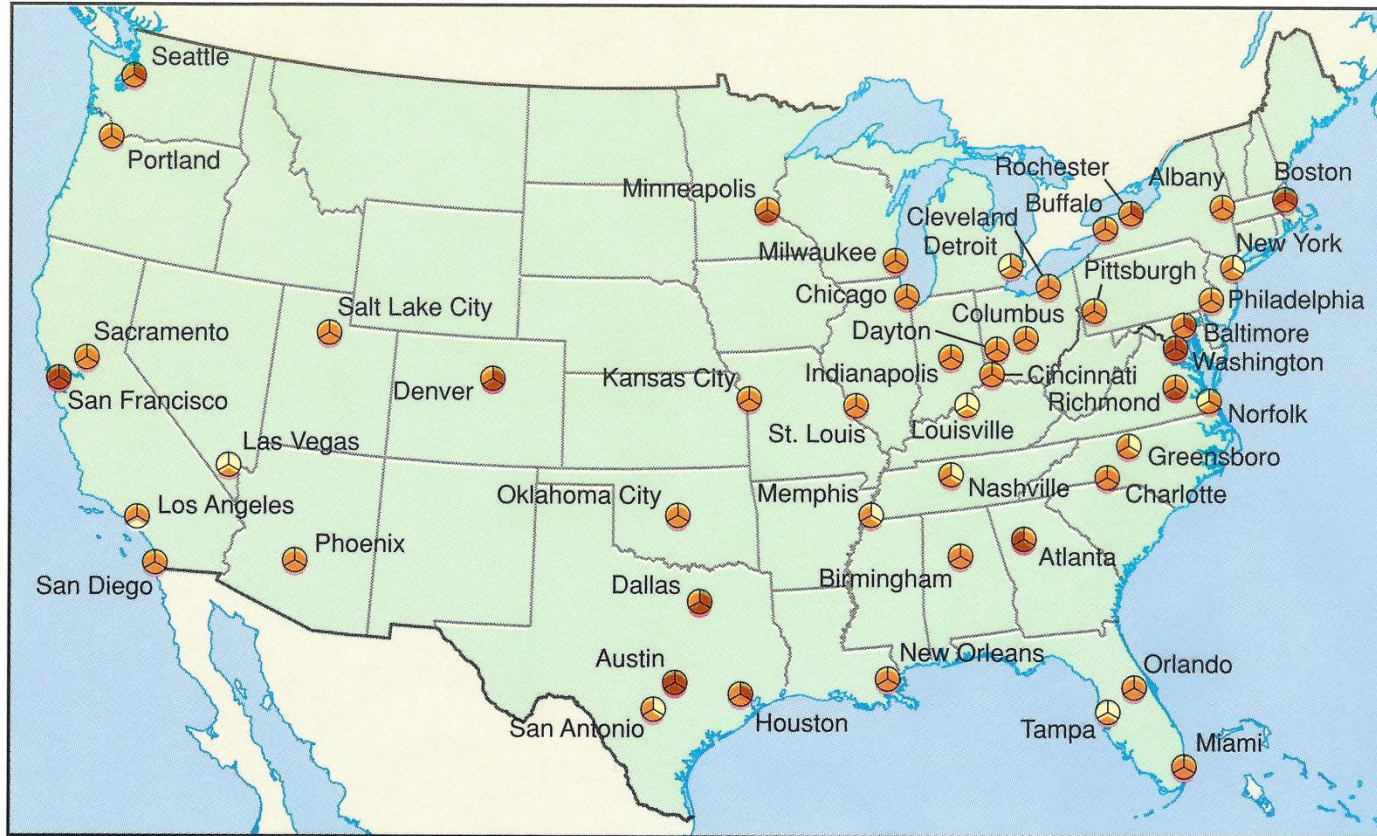 Seattle
Portland
Minneapolis
Rochester
Albany
Boston
Buffalo
Cleveland
Detroit
New York
Milwaukee
Pittsburgh
Chicago
Philadelphia
Salt Lake City
Columbus
Sacramento
Dayton
Baltimore
Washington
Denver
Kansas City
Indianapolis
Cincinnati
San Francisco
Richmond
Norfolk
St. Louis
Louisville
Las Vegas
Greensboro
Los Angeles
Oklahoma City
Memphis
Nashville
Charlotte
Phoenix
Atlanta
San Diego
Birmingham
Dallas
New Orleans
Austin
Orlando
San Antonio
Houston
Tampa
Miami